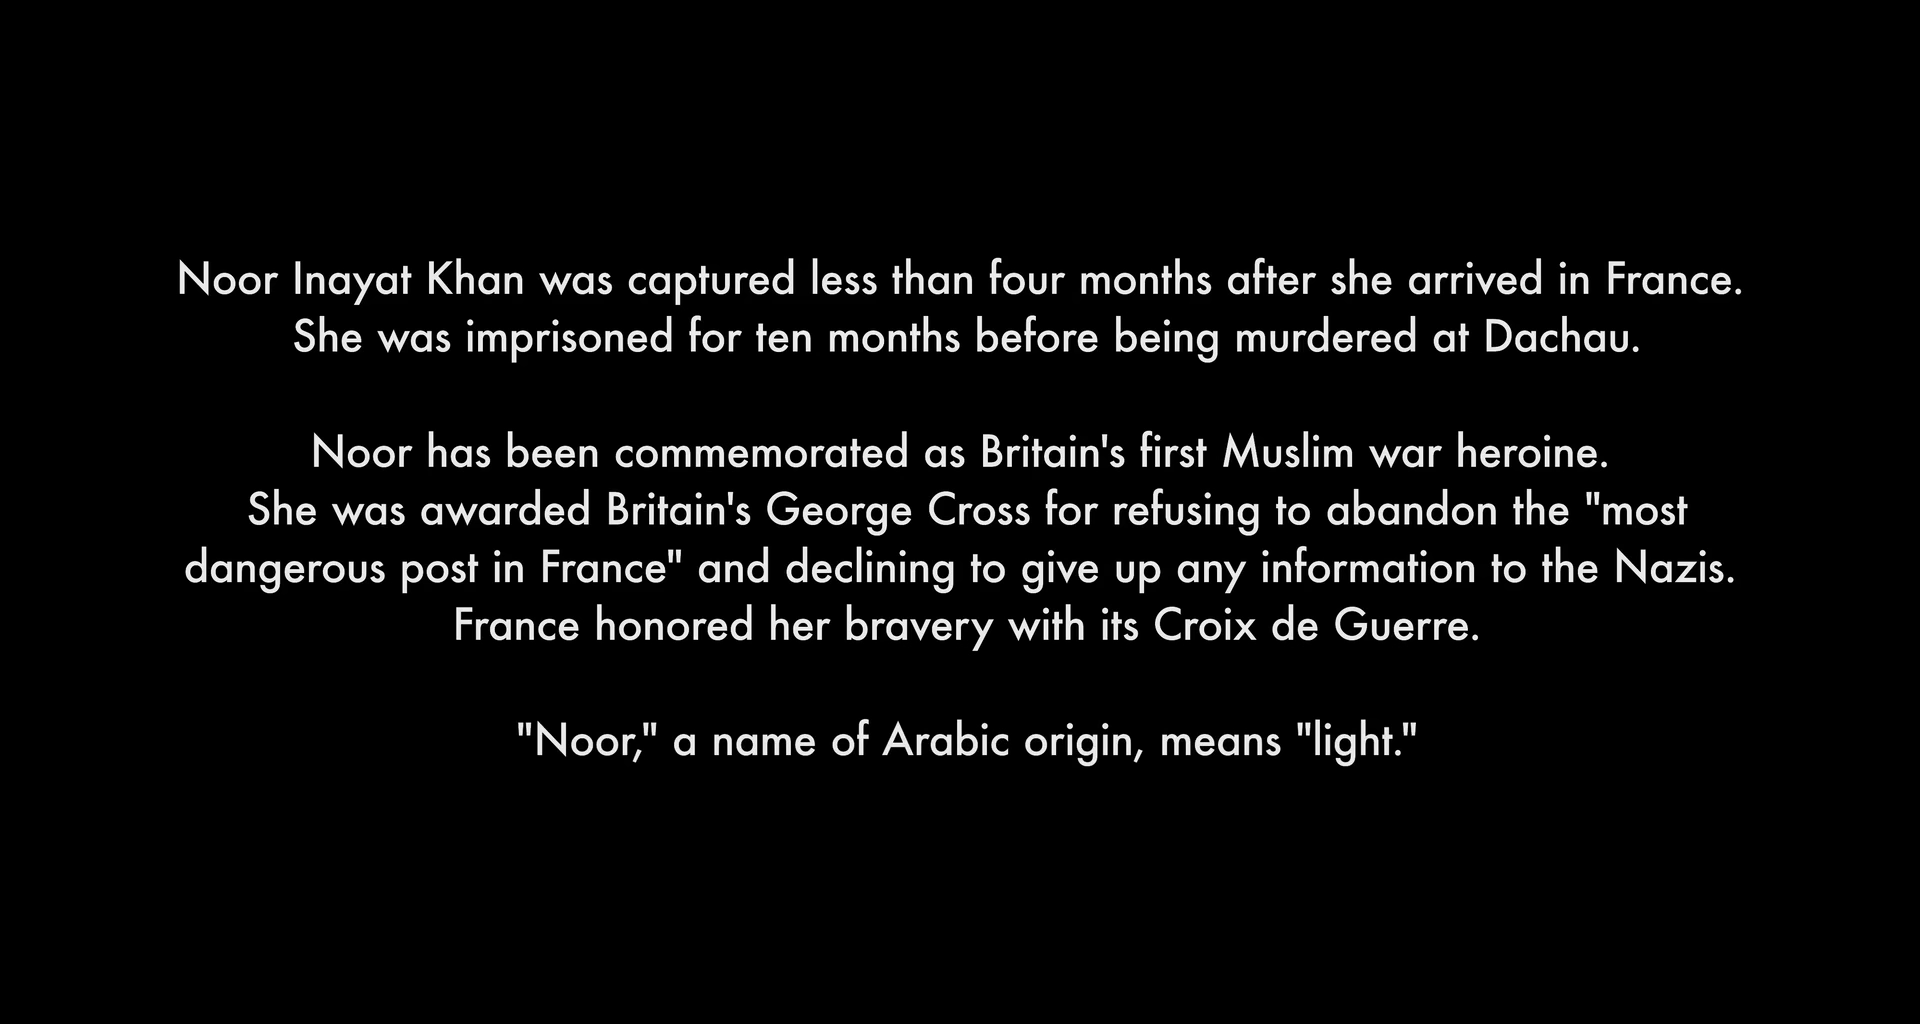 Noor Inayat Khan was captured less than four months after she arrived in France.
She was imprisoned for ten months before being murdered at Dachau.
Noor has been commemorated as Britain's first Muslim war heroine.
She was awarded Britain's George Cross for refusing to abandon the "most
dangerous post in France" and declining to give up any information to the Nazis.
France honored her bravery with its Croix de Guerre.
"Noor," a name of Arabic origin, means "light."